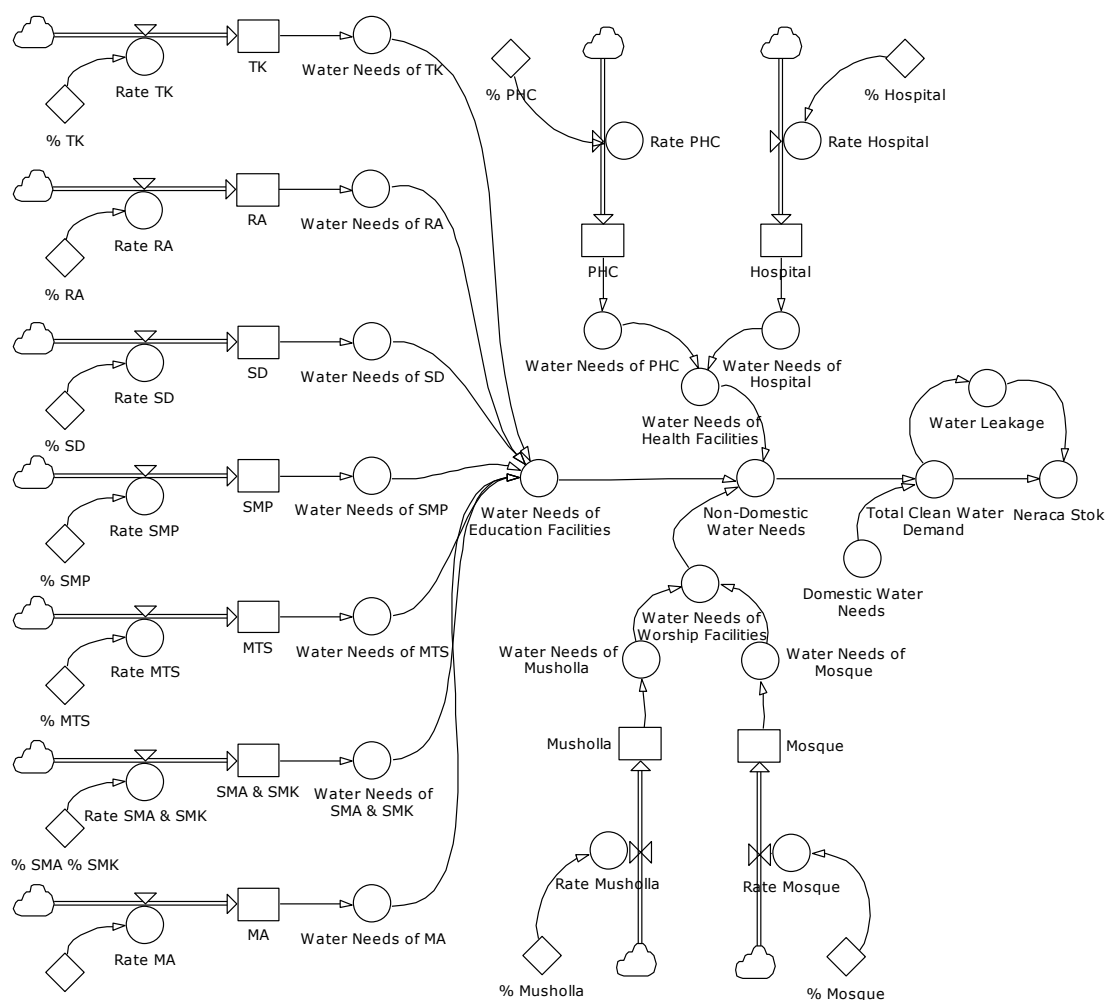 TK
Water Needs of TK
Rate TK
% TK
% PHC
% Hospital
Rate PHC
Rate Hospital
RA
Water Needs of RA
Rate RA
% RA
PHC
Hospital
SD
Water Needs of SD
Rate SD
% SD
Water Needs of PHC
Water Needs of
Hospital
Water Needs of
Health Facilities
Water Leakage
SMP
Water Needs of SMP
Rate SMP
% SMP
Water Needs of
Education Facilities
Non-Domestic
Water Needs
Total Clean Water
Demand
Neraca Stok
Domestic Water
Needs
MTS
Water Needs of MTS
Rate MTS
% MTS
Water Needs of
Worship Facilities
Water Needs of
Musholla
Water Needs of
Mosque
Musholla
Mosque
SMA & SMK
Water Needs of
SMA & SMK
Rate SMA & SMK
% SMA % SMK
Rate Musholla
Rate Mosque
MA
Water Needs of MA
Rate MA
% Musholla
% Mosque